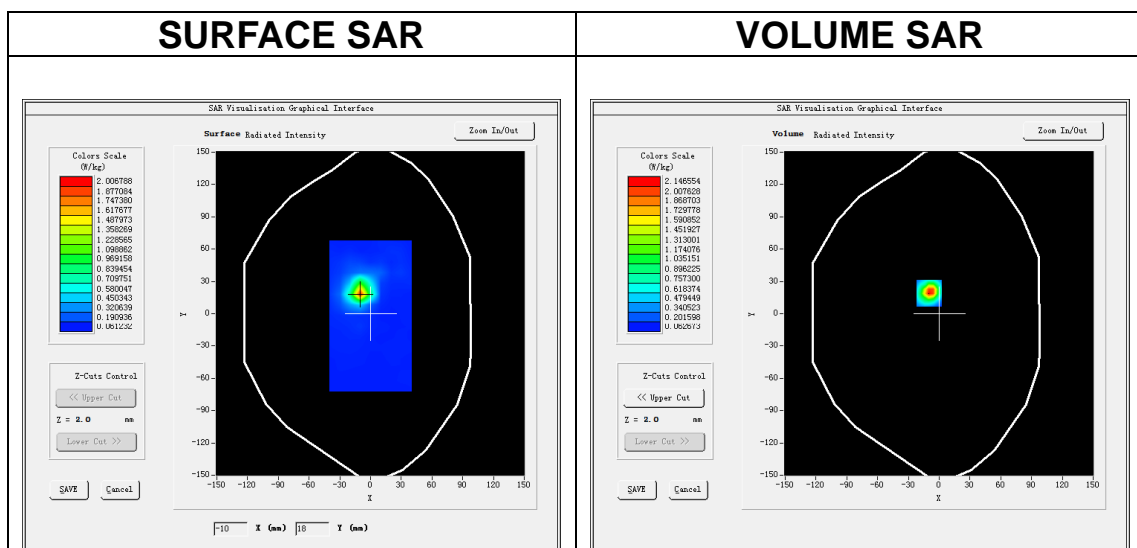 SURFACE SAR
VOLUME SAR
SAR Visualisation Graphical Interface
Surface Radiated Intensity
Zoom In/Out
Colors Scale
(W/kg)
2.006788
1.877084
1.747380
1.617677
1.487973
1.358269
1.228565
1.098862
0.969158
0.839454
0.709751
0.580047
0.450343
0.320639
0.190936
0.061232
Z-Cuts Control
<< Upper Cut
Z = 2.0 mm
Lower Cut >>
SAVE Cancel
150
120
90
60
30
0
-30
-60
-90
-120
-150
Y
-150 -120 -90 -60 -30 0 30 60 90 120 150
X
-10 X (mm) 18 Y (mm)
SAR Visualisation Graphical Interface
Volume Radiated Intensity
Zoom In/Out
Colors Scale
(W/kg)
2.146554
2.007628
1.868703
1.729778
1.590852
1.451927
1.313001
1.174076
1.035151
0.896225
0.757300
0.618374
0.479449
0.340523
0.201598
0.062673
Z-Cuts Control
<< Upper Cut
Z = 2.0 mm
Lower Cut >>
SAVE Cancel
150
120
90
60
30
0
-30
-60
-90
-120
-150
Y
-150 -120 -90 -60 -30 0 30 60 90 120 150
X